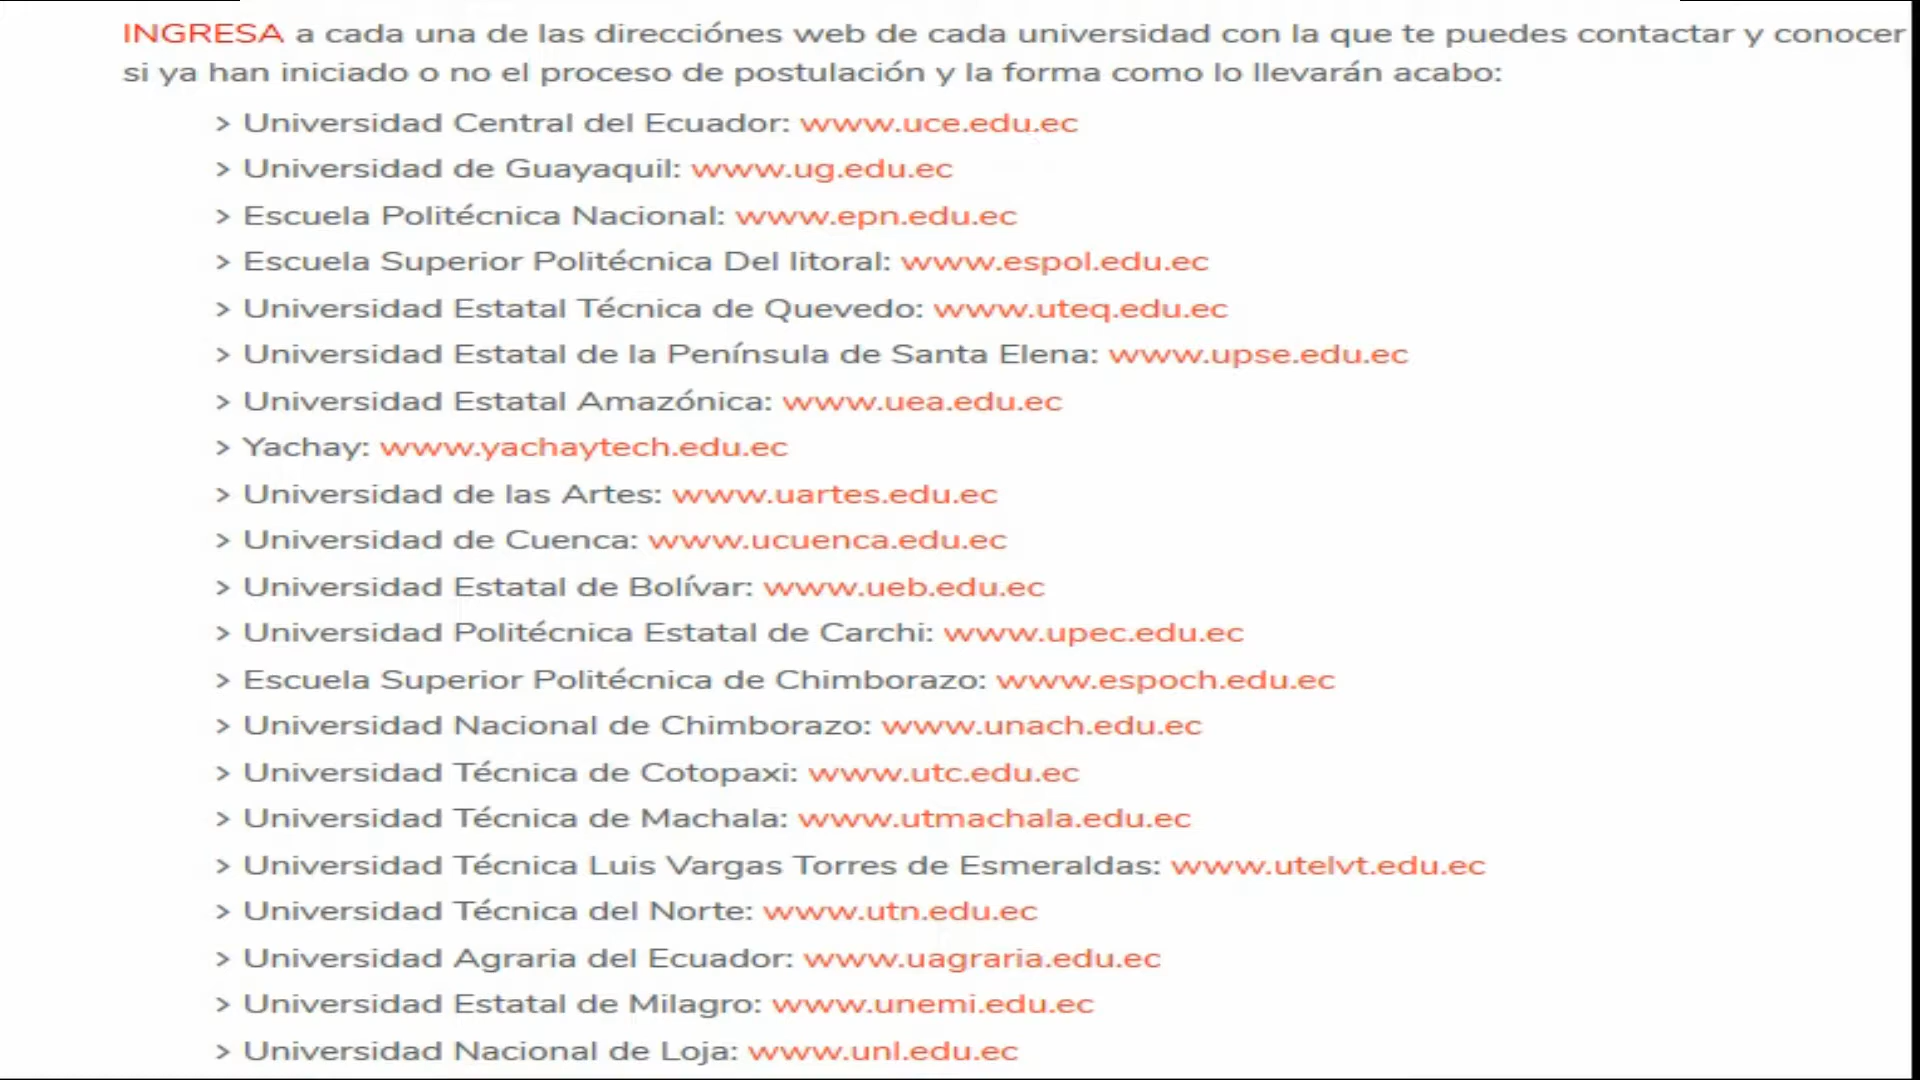 INGRESA a cada una de las direcciónes web de cada universidad con la que te puedes contactar y conocer
si ya han iniciado o no el proceso de postulación y la forma como lo llevarán acabo:
> Universidad Central del Ecuador: www.uce.edu.ec
> Universidad de Guayaquil: www.ug.edu.ec
> Escuela Politécnica Nacional: www.epn.edu.ec
> Escuela Superior Politécnica Del litoral: www.espol.edu.ec
> Universidad Estatal Técnica de Quevedo: www.uteq.edu.ec
> Universidad Estatal de la Península de Santa Elena: www.upse.edu.ec
> Universidad Estatal Amazónica: www.uea.edu.ec
> Yachay: www.yachaytech.edu.ec
> Universidad de las Artes: www.uartes.edu.ec
> Universidad de Cuenca: www.ucuenca.edu.ec
> Universidad Estatal de Bolívar: www.ueb.edu.ec
> Universidad Politécnica Estatal de Carchi: www.upec.edu.ec
> Escuela Superior Politécnica de Chimborazo: www.espoch.edu.ec
> Universidad Nacional de Chimborazo: www.unach.edu.ec
> Universidad Técnica de Cotopaxi: www.utc.edu.ec
> Universidad Técnica de Machala: www.utmachala.edu.ec
> Universidad Técnica Luis Vargas Torres de Esmeraldas: www.utelvt.edu.ec
> Universidad Técnica del Norte: www.utn.edu.ec
> Universidad Agraria del Ecuador: www.uagraria.edu.ec
> Universidad Estatal de Milagro: www.unemi.edu.ec
> Universidad Nacional de Loja: www.unl.edu.ec